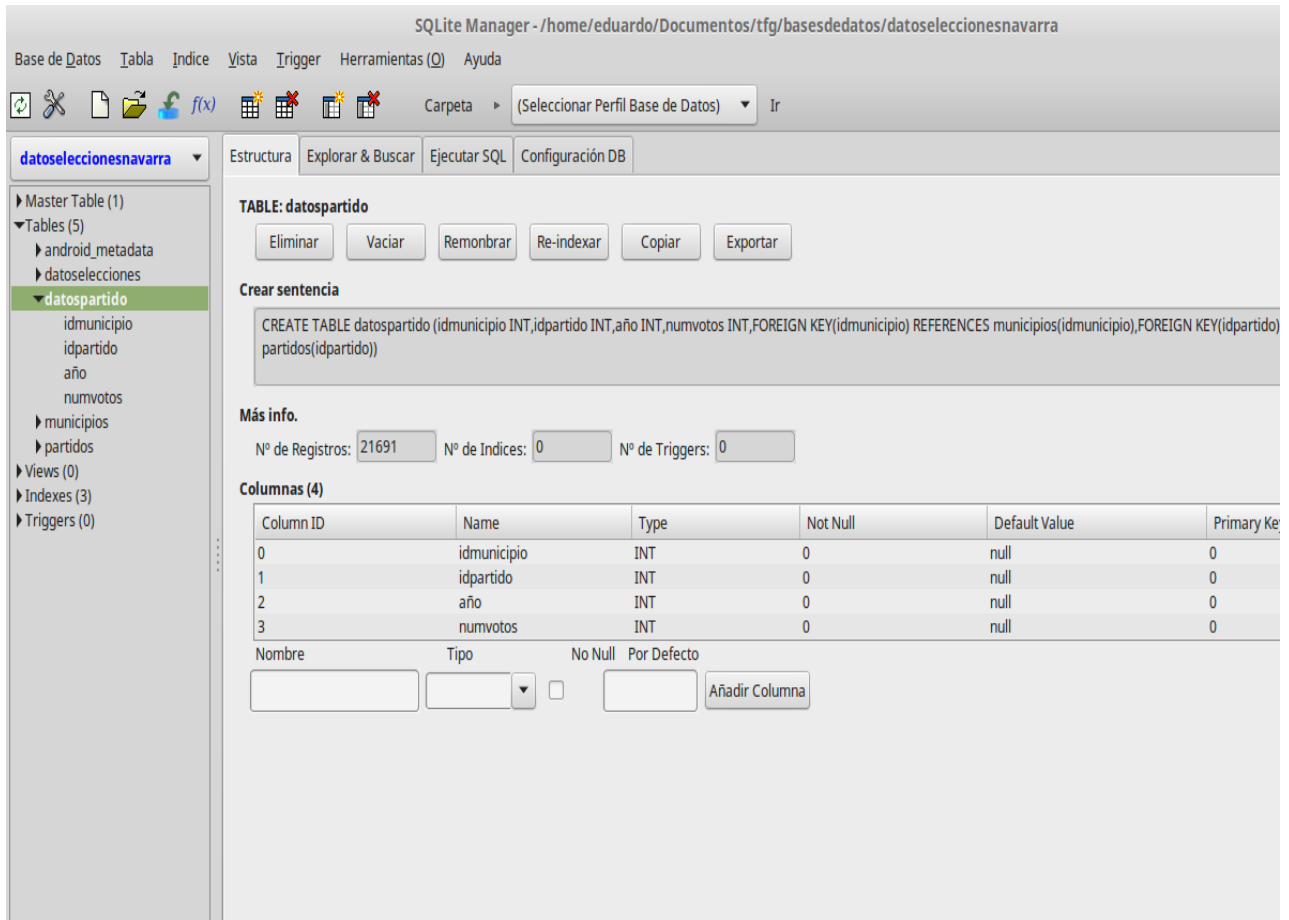 SQLite Manager - /home/eduardo/Documentos/tfg/basesdedatos/datoseleccionesnavarra
Base de Datos Tabla Indice Vista Trigger Herramientas (O) Ayuda
f(x) Carpeta (Seleccionar Perfil Base de Datos) Ir
datoseleccionesnavarra
Master Table (1)
Tables (5)
android_metadata
datoselecciones
datospartido
idmunicipio
idpartido
año
numvotos
municipios
partidos
Views (0)
Indexes (3)
Triggers (0)
Estructura Explorar & Buscar Ejecutar SQL Configuración DB
TABLE: datospartido
Eliminar Vaciar Remonbrar Re-indexar Copiar Exportar
Crear sentencia
CREATE TABLE datospartido (idmunicipio INT,idpartido INT,año INT,numvotos INT,FOREIGN KEY(idmunicipio) REFERENCES municipios(idmunicipio),FOREIGN KEY(idpartido)
partidos(idpartido))
Más info.
Nº de Registros: 21691 Nº de Indices: 0 Nº de Triggers: 0
Columnas (4)
Column ID Name Type Not Null Default Value Primary Key
0 idmunicipio INT 0 null 0
1 idpartido INT 0 null 0
2 año INT 0 null 0
3 numvotos INT 0 null 0
Nombre Tipo No Null Por Defecto
Añadir Columna